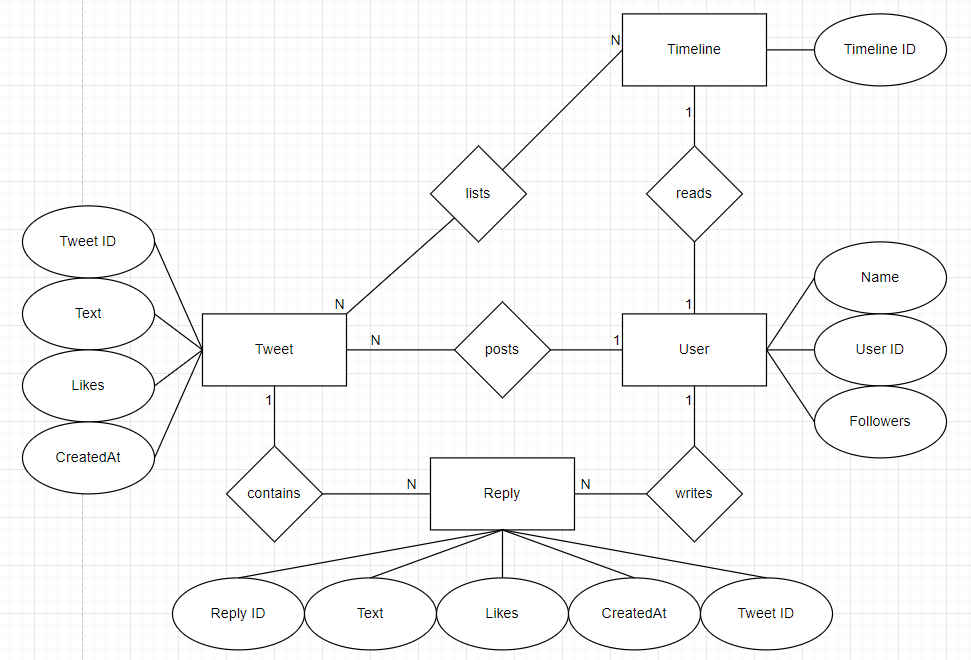 N
Timeline
Timeline ID
1
lists
reads
Tweet ID
Name
N
1
Text
N
posts
1
Tweet
User
User ID
Likes
1
1
Followers
CreatedAt
contains
N
Reply
N
writes
Reply ID
Text
Likes
CreatedAt
Tweet ID